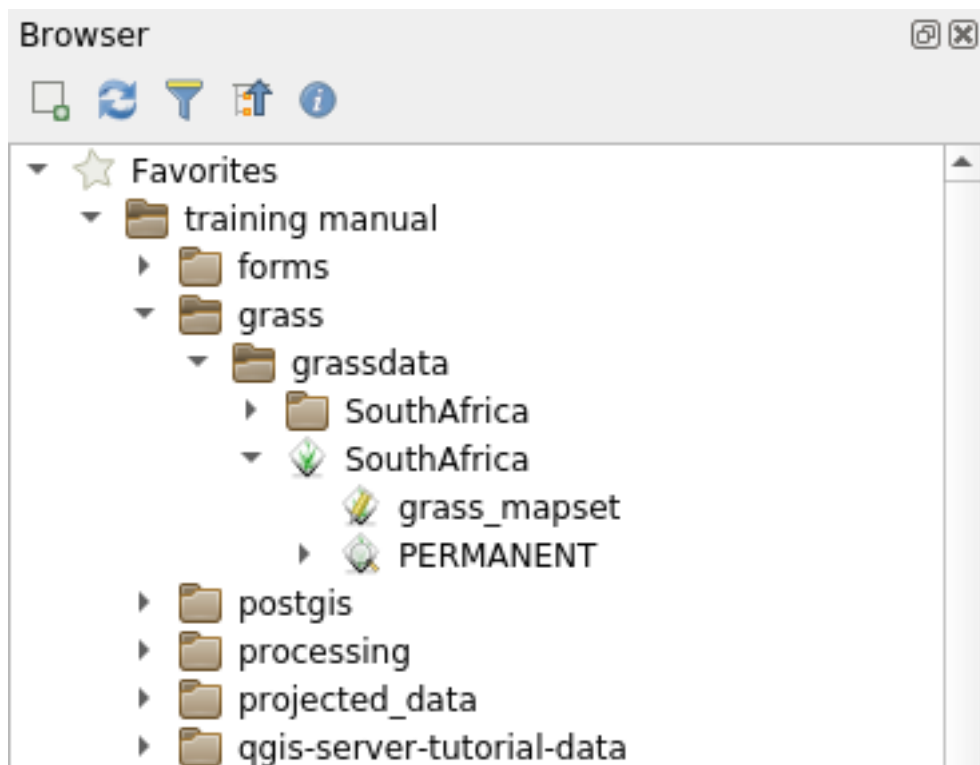 Browser
Favorites
training manual
forms
grass
grassdata
SouthAfrica
SouthAfrica
grass_mapset
PERMANENT
postgis
processing
projected_data
qgis-server-tutorial-data